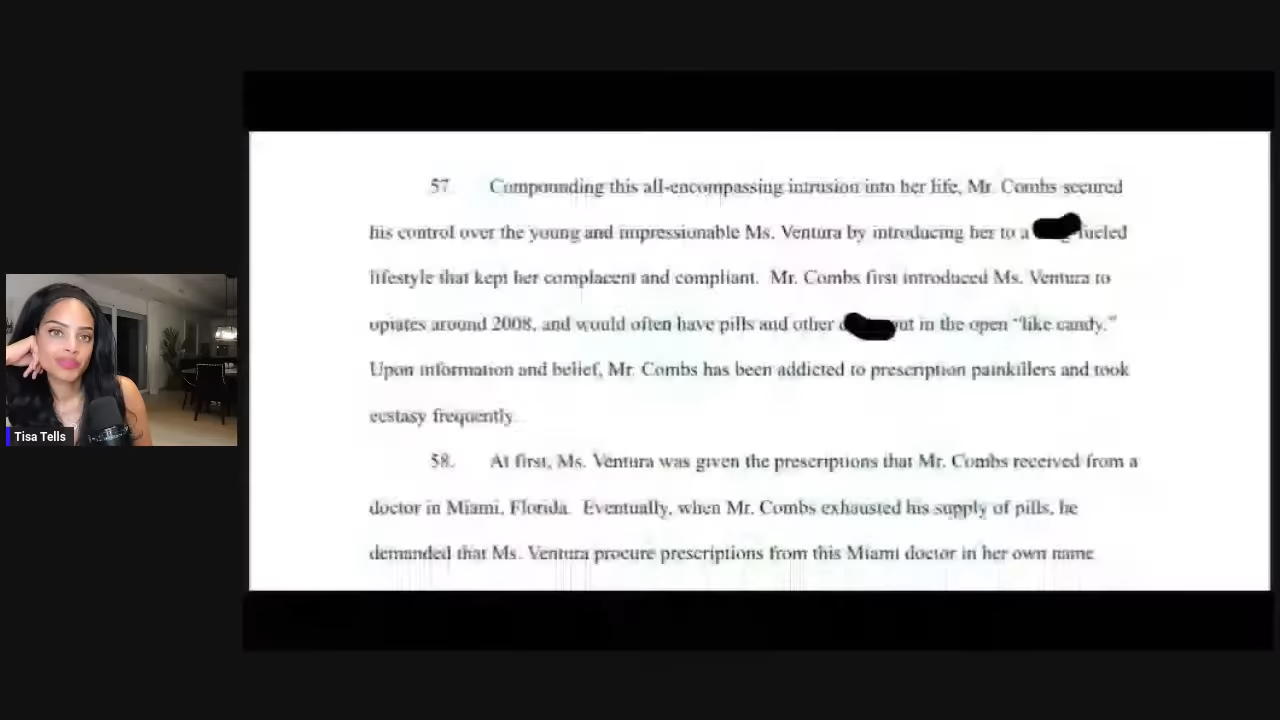 57. Compounding this all-encompassing intrusion into her life, Mr. Combs secured
his control over the young and impressionable Ms. Ventura by introducing her to a fueled
lifestyle that kept her complacent and compliant. Mr. Combs first introduced Ms. Ventura to
opiates around 2008, and would often have pills and other out in the open “like candy.”
Upon information and belief, Mr. Combs has been addicted to prescription painkillers and took
ecstasy frequently.
58. At first, Ms. Ventura was given the prescriptions that Mr. Combs received from a
doctor in Miami, Florida. Eventually, when Mr. Combs exhausted his supply of pills, he
demanded that Ms. Ventura procure prescriptions from this Miami doctor in her own name
Tisa Tells